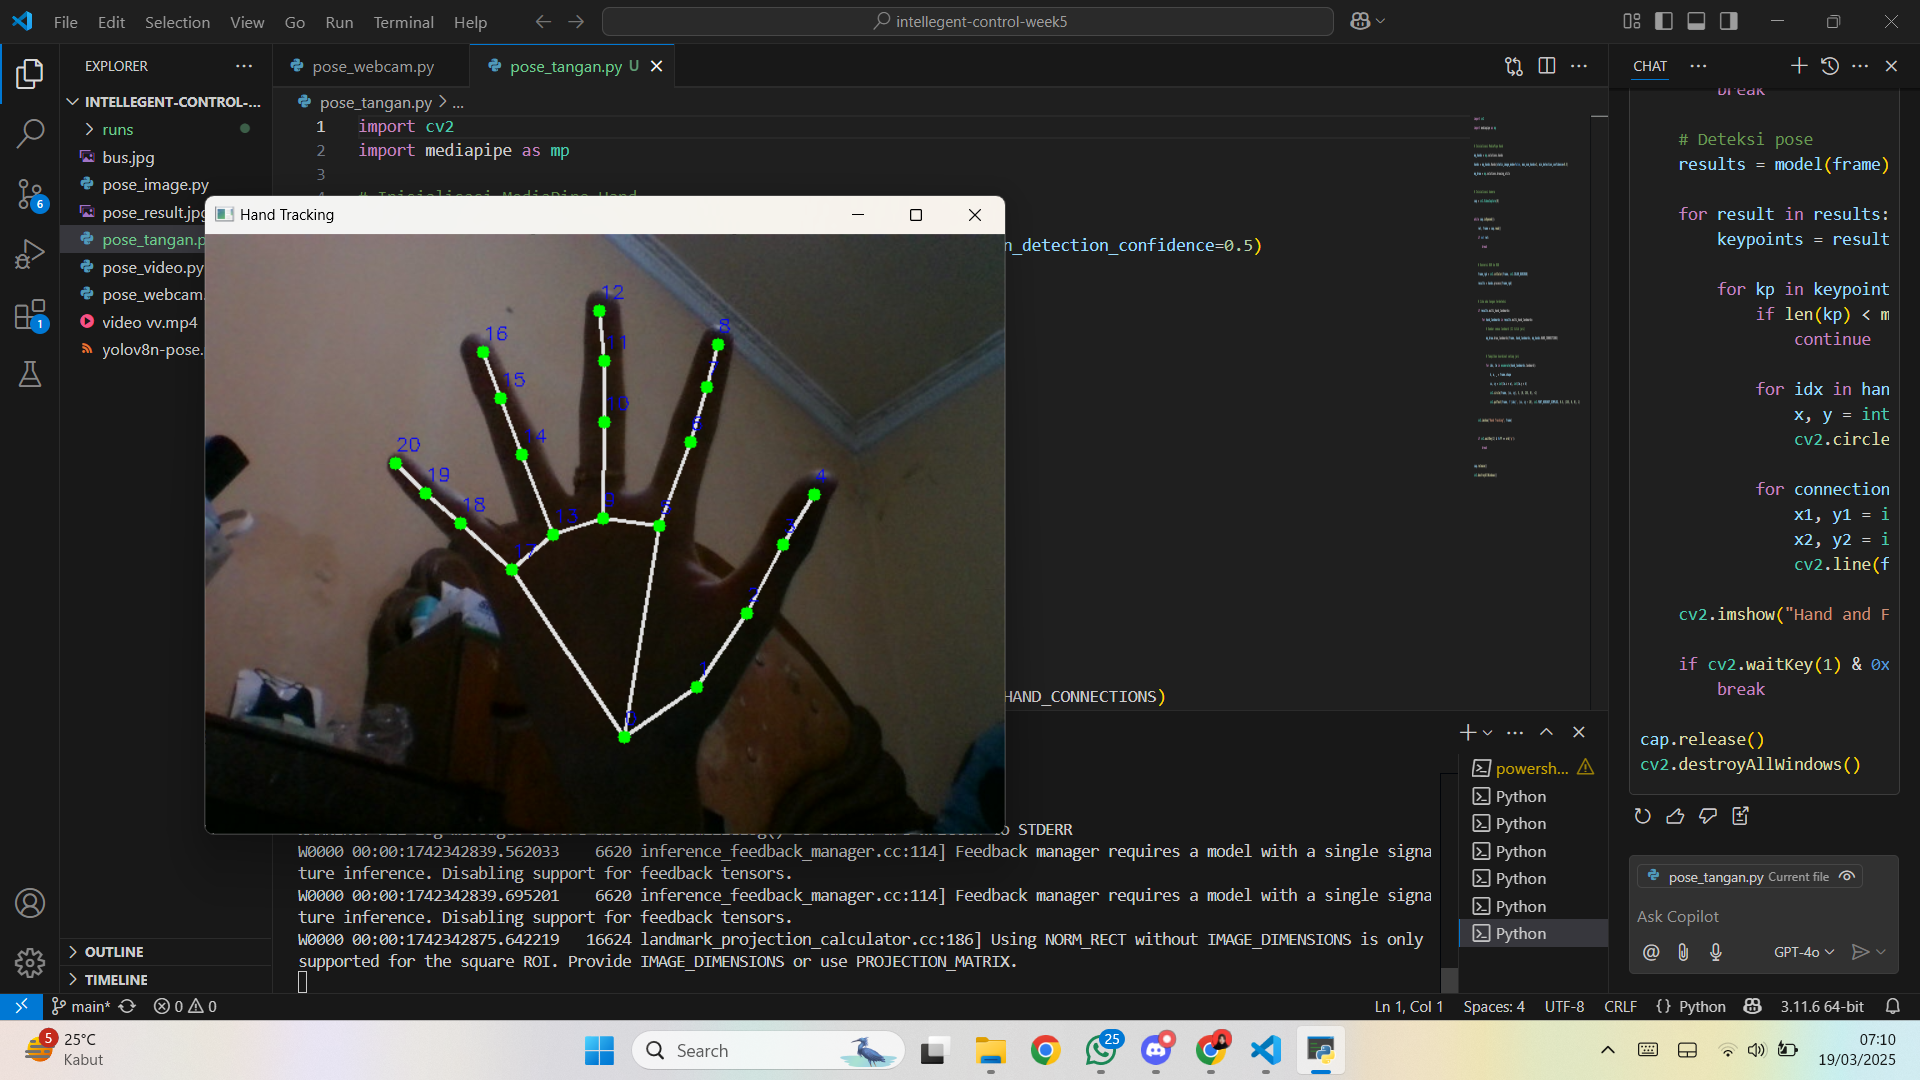 File Edit Selection View Go Run Terminal Help
intellegent-control-week5
EXPLORER
INTELLEGENT-CONTROL-...
runs
bus.jpg
pose_image.py
pose_result.jpg
pose_tangan.p
pose_video.py
pose_webcam.
video vv.mp4
yolov8n-pose.
OUTLINE
TIMELINE
6
1
pose_webcam.py
pose_tangan.py U
pose_tangan.py > ...
1 import cv2
2 import mediapipe as mp
3
n_detection_confidence=0.5)
HAND_CONNECTIONS)
Hand Tracking
12
8
16
11
15
10
6
14
20
4
19
18
13
5
3
17
2
1
0
STDERR
W0000 00:00:1742342839.562033 6620 inference_feedback_manager.cc:114] Feedback manager requires a model with a single signa
ture inference. Disabling support for feedback tensors.
W0000 00:00:1742342839.695201 6620 inference_feedback_manager.cc:114] Feedback manager requires a model with a single signa
ture inference. Disabling support for feedback tensors.
W0000 00:00:1742342875.642219 16624 landmark_projection_calculator.cc:186] Using NORM_RECT without IMAGE_DIMENSIONS is only
supported for the square ROI. Provide IMAGE_DIMENSIONS or use PROJECTION_MATRIX.
powersh...
Python
Python
Python
Python
Python
Python
CHAT
break
# Deteksi pose
results = model(frame)
for result in results:
keypoints = result
for kp in keypoint
if len(kp) < m
continue
for idx in han
x, y = int
cv2.circle
for connection
x1, y1 = i
x2, y2 = i
cv2.line(f
cv2.imshow("Hand and F
if cv2.waitKey(1) & 0x
break
cap.release()
cv2.destroyAllWindows()
pose_tangan.py Current file
Ask Copilot
GPT-4o
main* 0 0
Ln 1, Col 1 Spaces: 4 UTF-8 CRLF {} Python 3.11.6 64-bit
5
25°C
Kabut
Search
25
07:10
19/03/2025